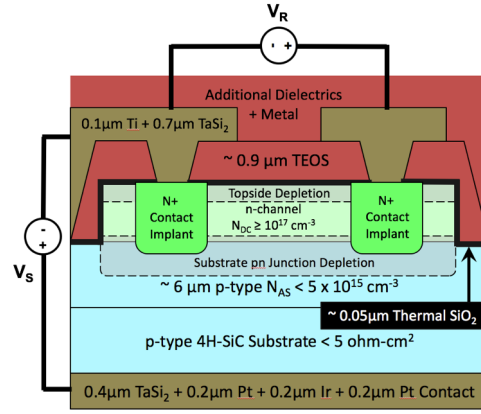 V_R
- +
Additional Dielectrics
+ Metal
0.1µm Ti + 0.7µm TaSi₂
~ 0.9 µm TEOS
N+
Contact
Implant
Topside Depletion
n-channel
N_DC ≥ 10¹⁷ cm⁻³
N+
Contact
Implant
-
+
V_S
Substrate pn Junction Depletion
~ 6 µm p-type N_AS < 5 x 10¹⁵ cm⁻³
~ 0.05µm Thermal SiO₂
p-type 4H-SiC Substrate < 5 ohm-cm²
0.4µm TaSi₂ + 0.2µm Pt + 0.2µm Ir + 0.2µm Pt Contact